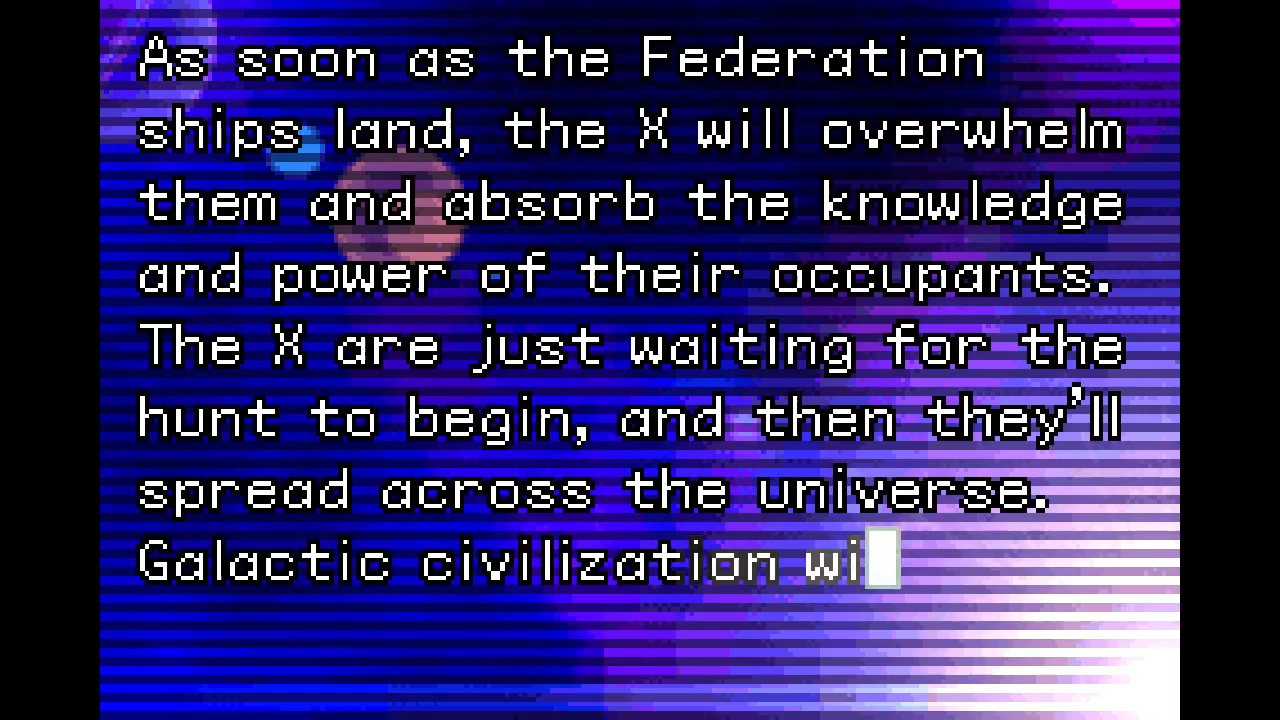 As soon as the Federation
ships land, the X will overwhelm
them and absorb the knowledge
and power of their occupants.
The X are just waiting for the
hunt to begin, and then they'll
spread across the universe.
Galactic civilization wi